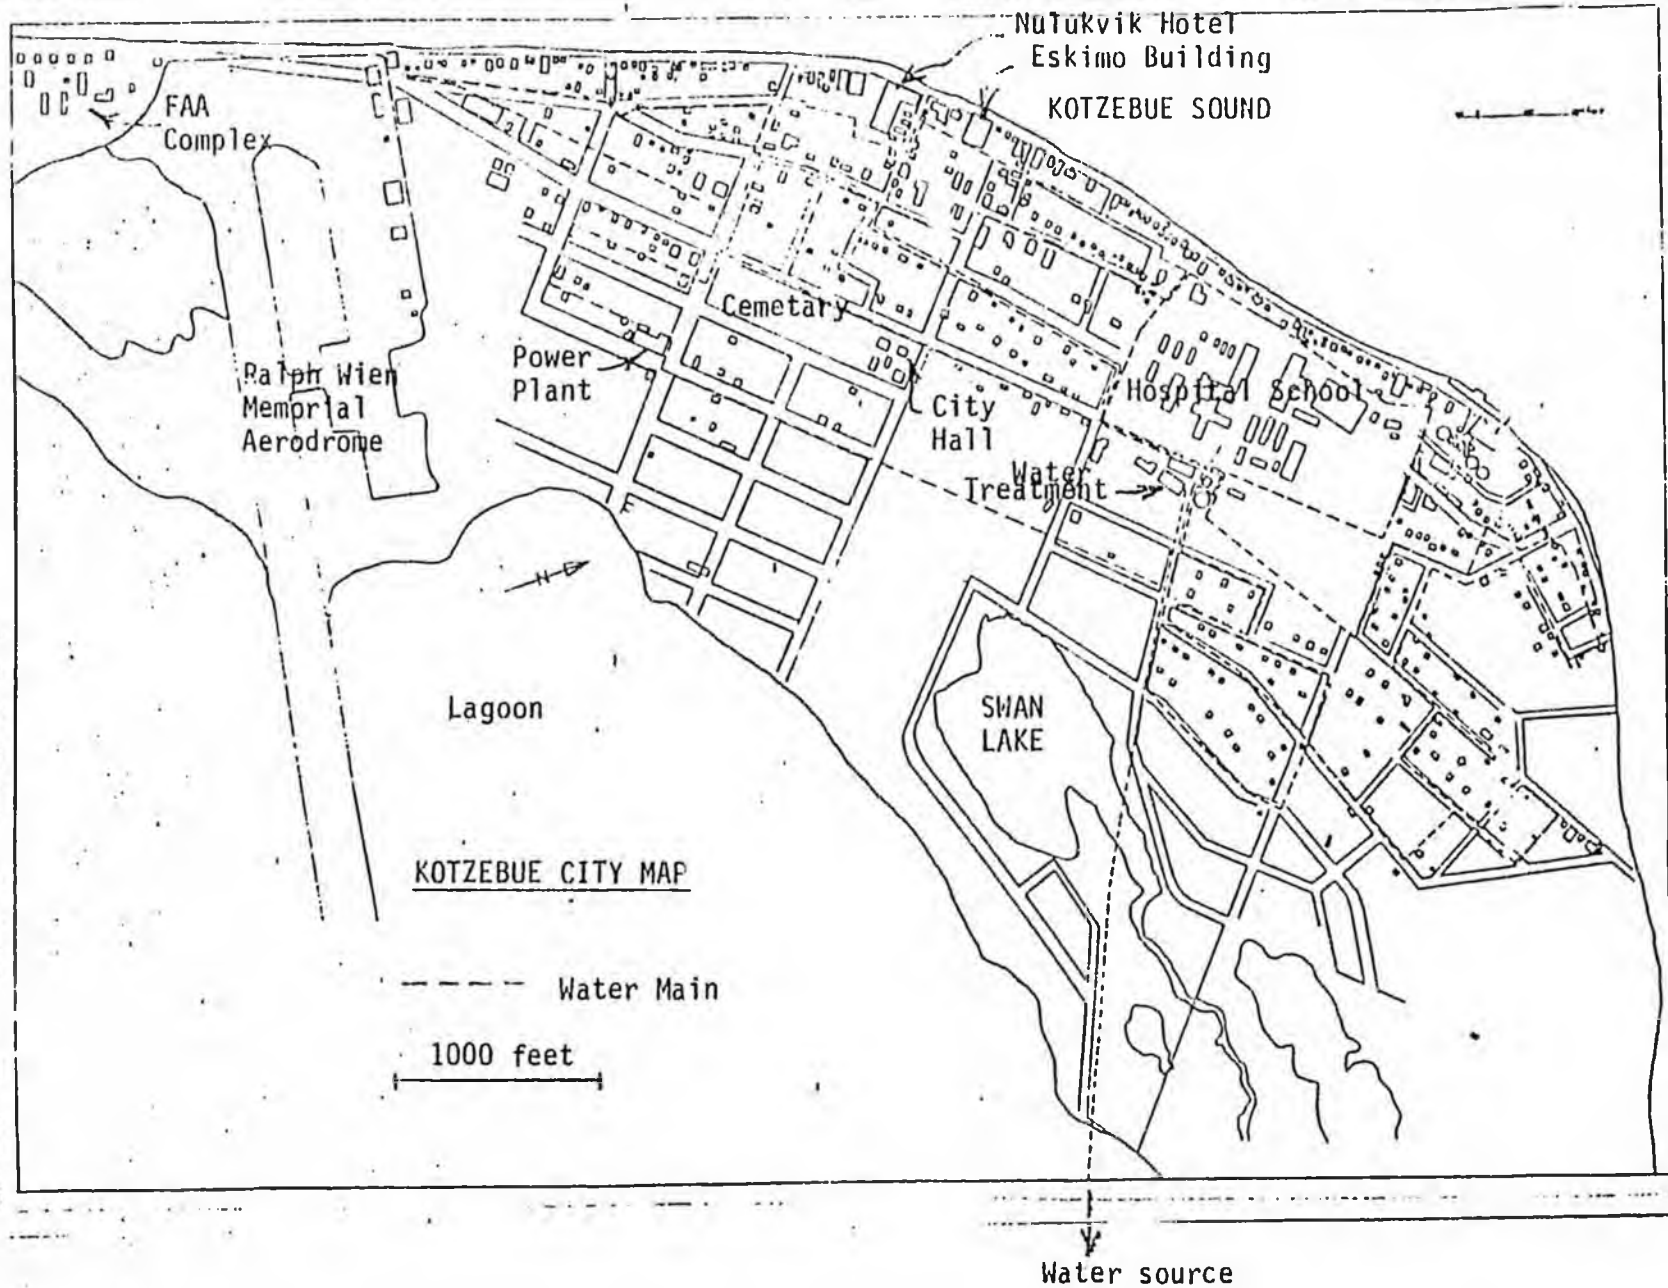 Nulukvik Hotel
Eskimo Building
KOTZEBUE SOUND
FAA
Complex
Cemetary
Power
Plant
Ralph Wien
Memorial
Aerodrome
City
Hall
Hospital School
Water
Treatment
N
Lagoon
SWAN
LAKE
KOTZEBUE CITY MAP
Water Main
1000 feet
Water source